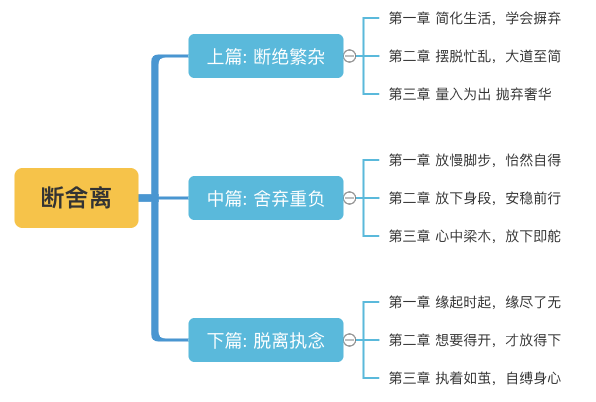 断舍离
上篇: 断绝繁杂
第一章 简化生活，学会摒弃
第二章 摆脱忙乱，大道至简
第三章 量入为出 抛弃奢华
中篇: 舍弃重负
第一章 放慢脚步，怡然自得
第二章 放下身段，安稳前行
第三章 心中梁木，放下即舵
下篇: 脱离执念
第一章 缘起时起，缘尽了无
第二章 想要得开，才放得下
第三章 执着如茧，自缚身心